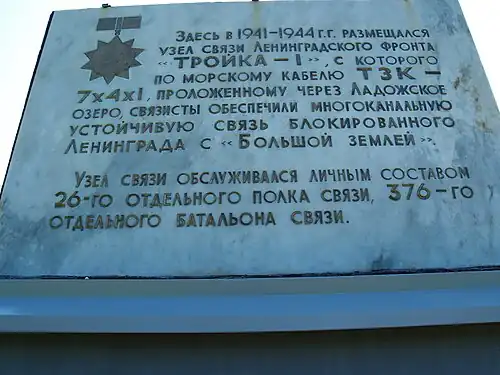 Здесь в 1941-1944 г.г. размещался
узел связи Ленинградского фронта
«ТРОЙКА-1», с которого
по морскому кабелю ТЗК-
7х4х1, проложенному через Ладожское
озеро, связисты обеспечили многоканальную
устойчивую связь блокированного
Ленинграда с «Большой землей».
Узел связи обслуживался личным составом
26-го отдельного полка связи, 376-го
отдельного батальона связи.